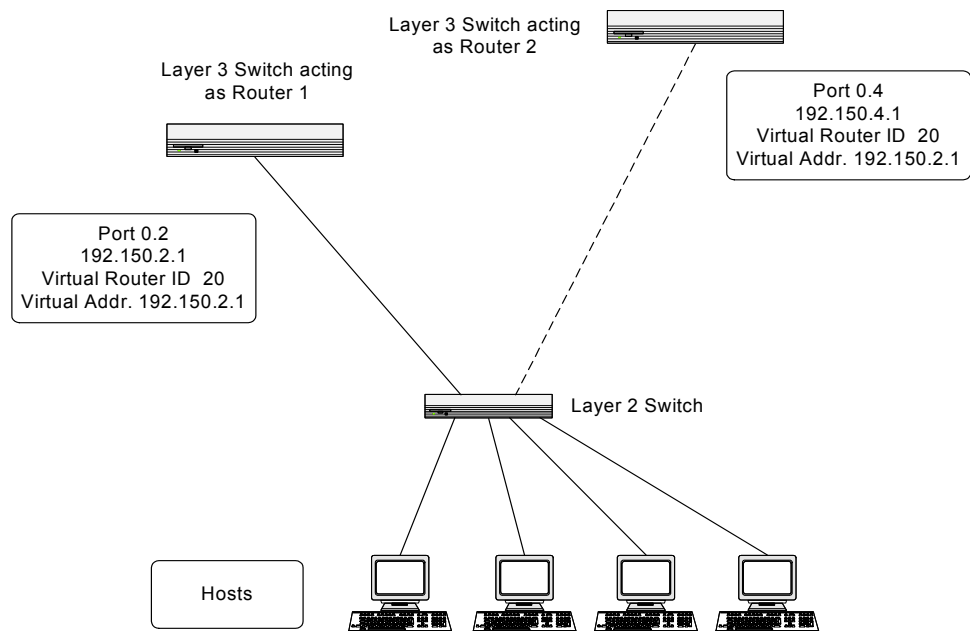 Layer 3 Switch acting
as Router 2
Layer 3 Switch acting
as Router 1
Port 0.4
192.150.4.1
Virtual Router ID  20
Virtual Addr. 192.150.2.1
Port 0.2
192.150.2.1
Virtual Router ID  20
Virtual Addr. 192.150.2.1
Layer 2 Switch
Hosts